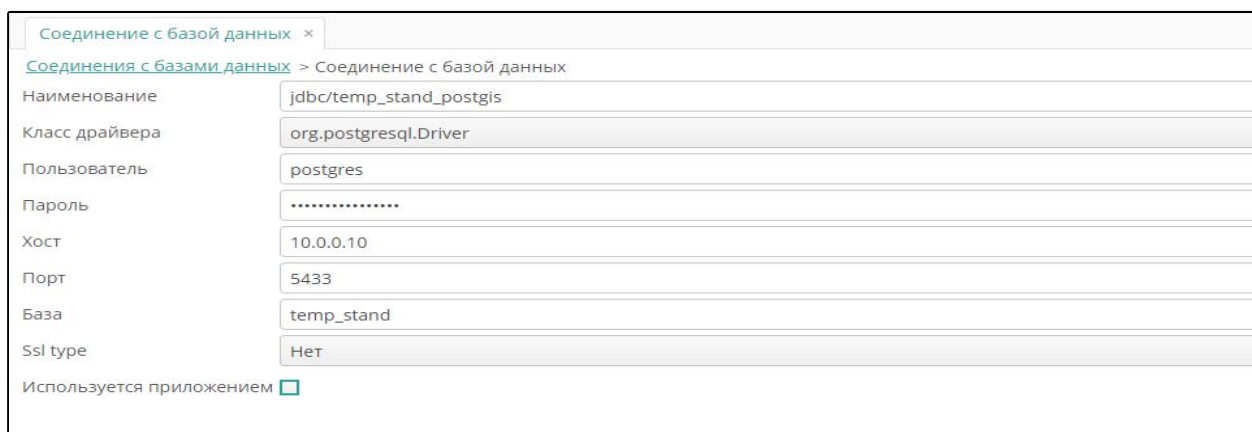 Соединение с базой данных ×
Соединения с базами данных > Соединение с базой данных
Наименование jdbc/temp_stand_postgis
Класс драйвера org.postgresql.Driver
Пользователь postgres
Пароль ••••••••••••••••
Хост 10.0.0.10
Порт 5433
База temp_stand
Ssl type Нет
Используется приложением